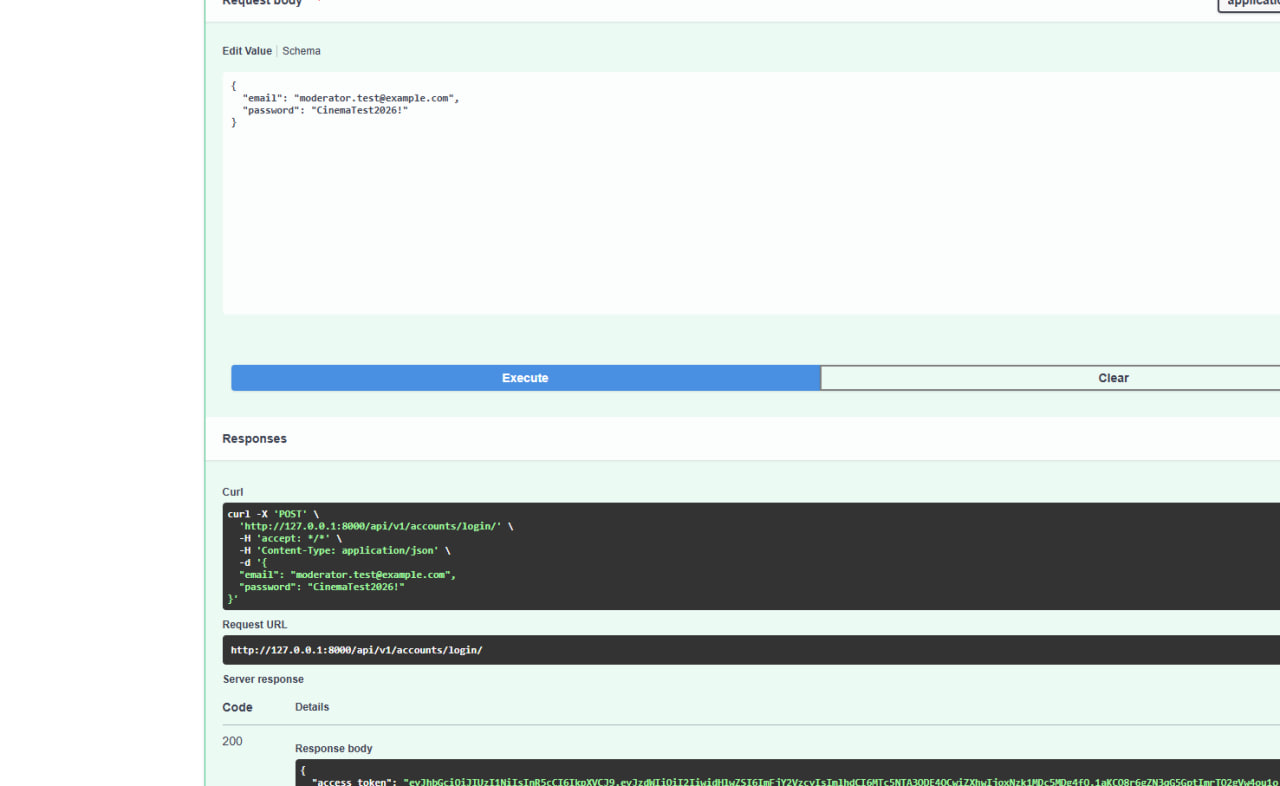 Request body
application
Edit Value | Schema
{
  "email": "moderator.test@example.com",
  "password": "CinemaTest2026!"
}
Execute
Clear
Responses
Curl
curl -X 'POST' \
  'http://127.0.0.1:8000/api/v1/accounts/login/' \
  -H 'accept: */*' \
  -H 'Content-Type: application/json' \
  -d '{
  "email": "moderator.test@example.com",
  "password": "CinemaTest2026!"
}'
Request URL
http://127.0.0.1:8000/api/v1/accounts/login/
Server response
Code
Details
200
Response body
{
  "access_token":